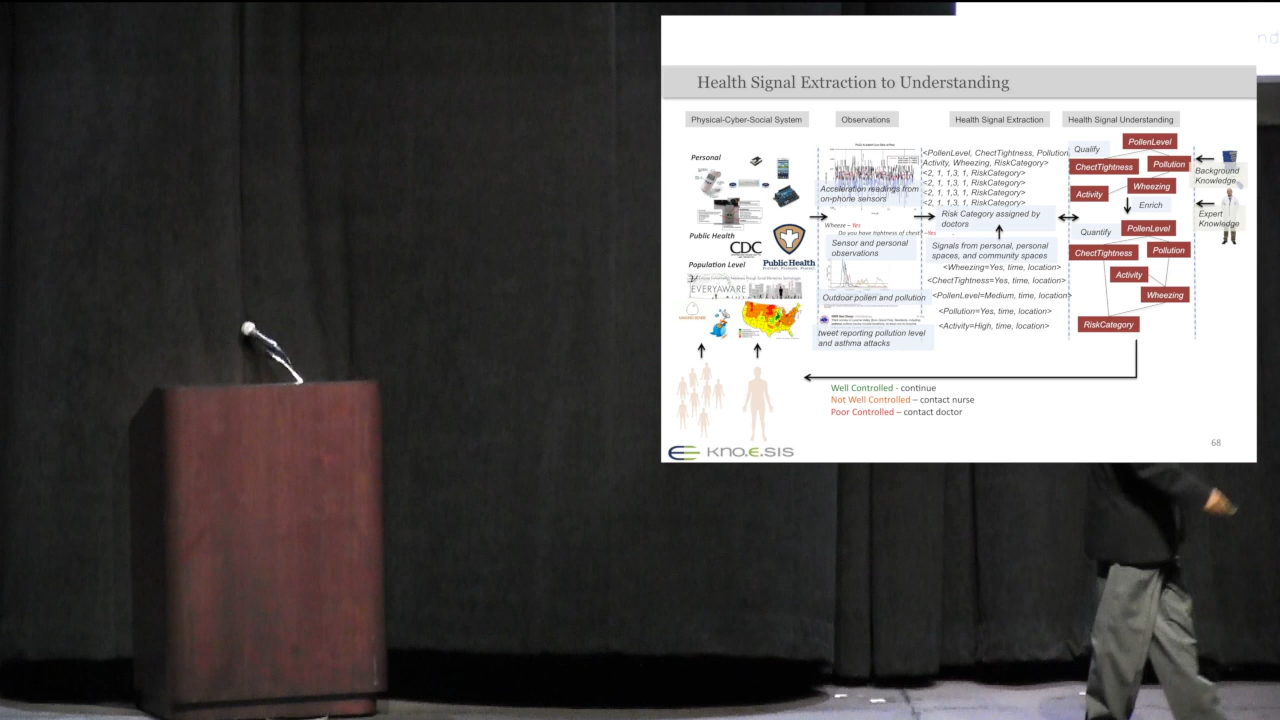 Health Signal Extraction to Understanding
Physical-Cyber-Social System
Observations
Health Signal Extraction
Health Signal Understanding
Personal
Public Health
CDC
Public Health
Population Level
EVERYAWARE
Acceleration readings from
on-phone sensors
Wheeze – Yes
Do you have tightness of chest? –Yes
Sensor and personal
observations
Outdoor pollen and pollution
tweet reporting pollution level
and asthma attacks
<PollenLevel, ChectTightness, Pollution,
Activity, Wheezing, RiskCategory>
<2, 1, 1,3, 1, RiskCategory>
<2, 1, 1,3, 1, RiskCategory>
<2, 1, 1,3, 1, RiskCategory>
<2, 1, 1,3, 1, RiskCategory>
Risk Category assigned by
doctors
Signals from personal, personal
spaces, and community spaces
<Wheezing=Yes, time, location>
<ChectTightness=Yes, time, location>
<PollenLevel=Medium, time, location>
<Pollution=Yes, time, location>
<Activity=High, time, location>
Qualify
PollenLevel
ChectTightness
Pollution
Activity
Wheezing
Enrich
Quantify
PollenLevel
ChectTightness
Pollution
Activity
Wheezing
RiskCategory
Background
Knowledge
Expert
Knowledge
Well Controlled - continue
Not Well Controlled – contact nurse
Poor Controlled – contact doctor
kno.e.sis
68
nd